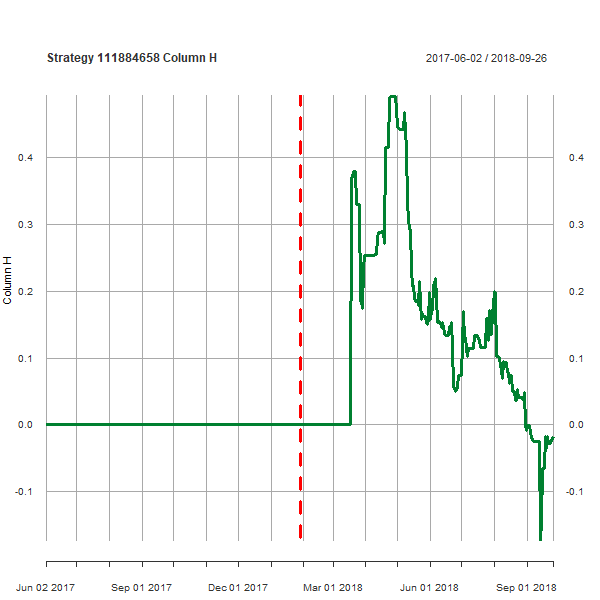 Strategy 111884658 Column H
2017-06-02 / 2018-09-26
0.4 0.4
0.3 0.3
0.2 0.2
0.1 0.1
0.0 0.0
-0.1 -0.1
Column H
Jun 02 2017 Sep 01 2017 Dec 01 2017 Mar 01 2018 Jun 01 2018 Sep 01 2018